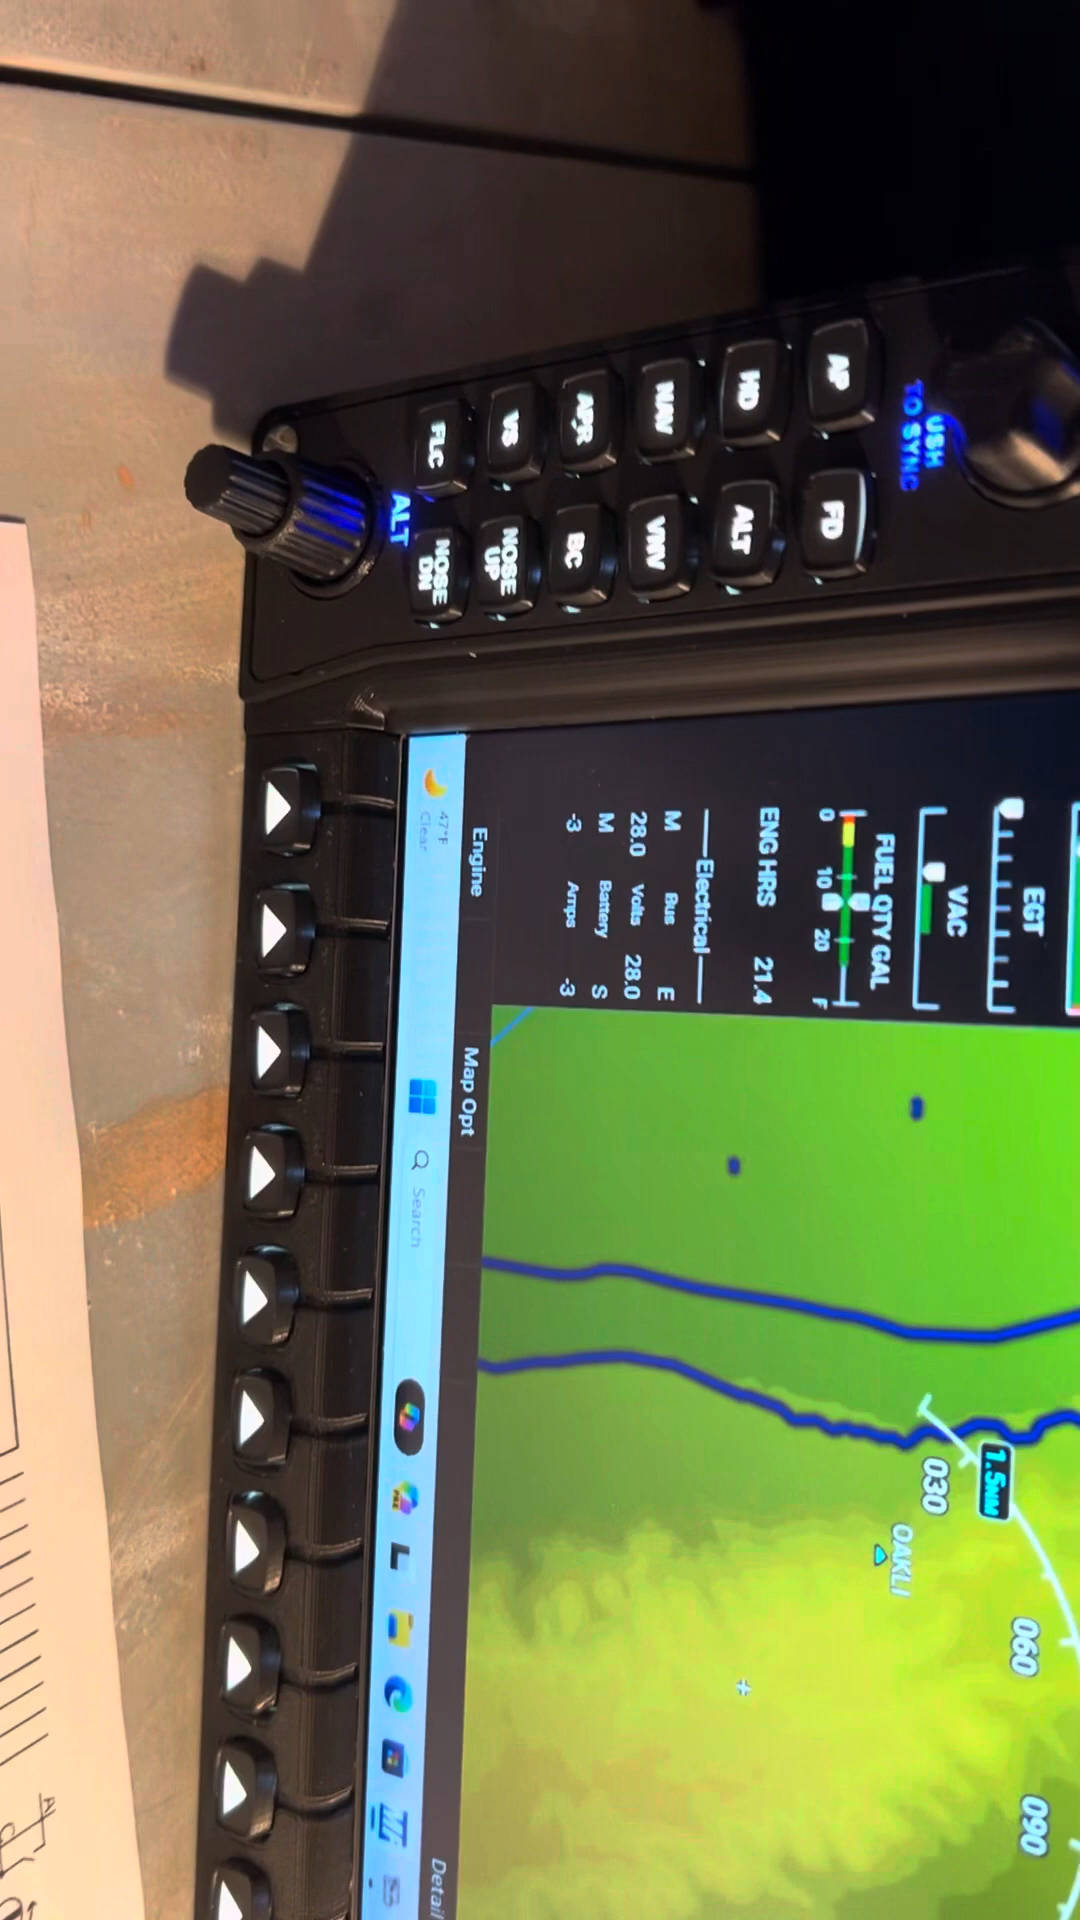 PUSH
TO SYNC
AP
FD
HD
ALT
NAV
VNV
APR
BC
VS
NOSE
UP
FLC
NOSE
DN
ALT
EGT
VAC
FUEL QTY GAL
0 10 20 F
ENG HRS 21.4
Electrical
M Bus E
28.0 Volts 28.0
M Battery S
-3 Amps -3
1.5NM
030
OAKLI
060
090
Engine
Map Opt
Detail
47°F
Clear
Search
PRE